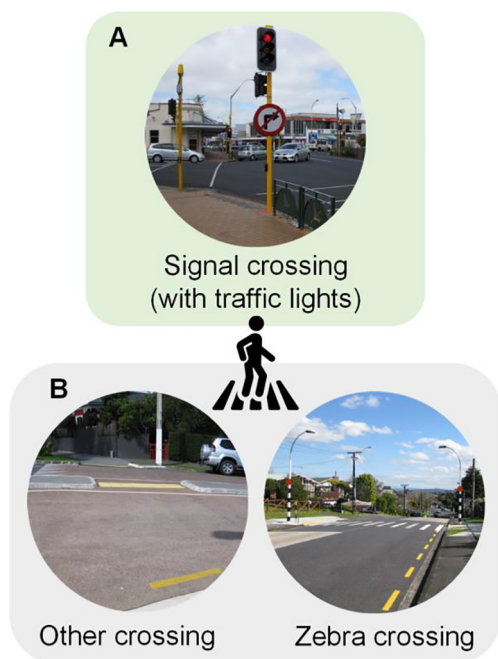 A
Signal crossing
(with traffic lights)
B
Other crossing
Zebra crossing